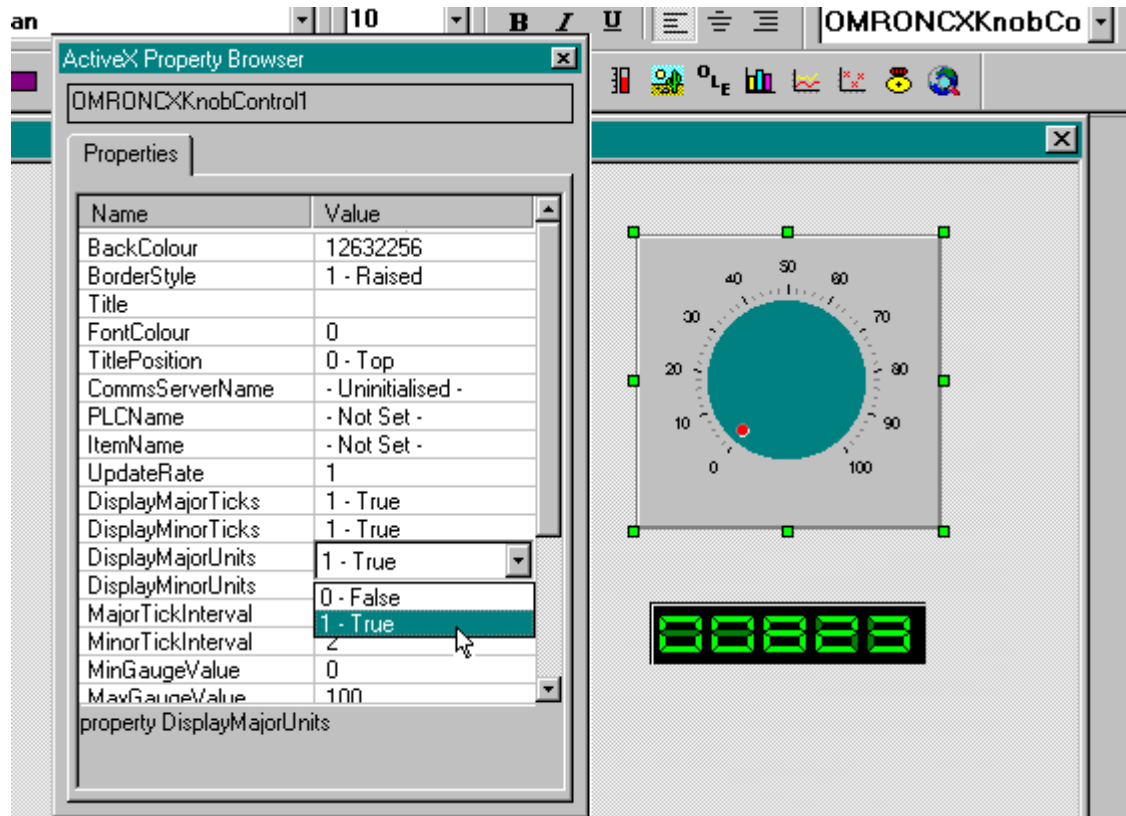 an 10 B I U OMRONCXKnobCo
ActiveX Property Browser
OLE
OMRONCXKnobControl1
Properties
Name Value
BackColour 12632256
BorderStyle 1 - Raised
Title
FontColour 0
TitlePosition 0 - Top
CommsServerName - Uninitialised -
PLCName - Not Set -
ItemName - Not Set -
UpdateRate 1
DisplayMajorTicks 1 - True
DisplayMinorTicks 1 - True
DisplayMajorUnits 1 - True
DisplayMinorUnits 0 - False
MajorTickInterval 1 - True
MinorTickInterval 2
MinGaugeValue 0
MaxGaugeValue 100
property DisplayMajorUnits
50
40 60
30 70
20 80
10 90
0 100